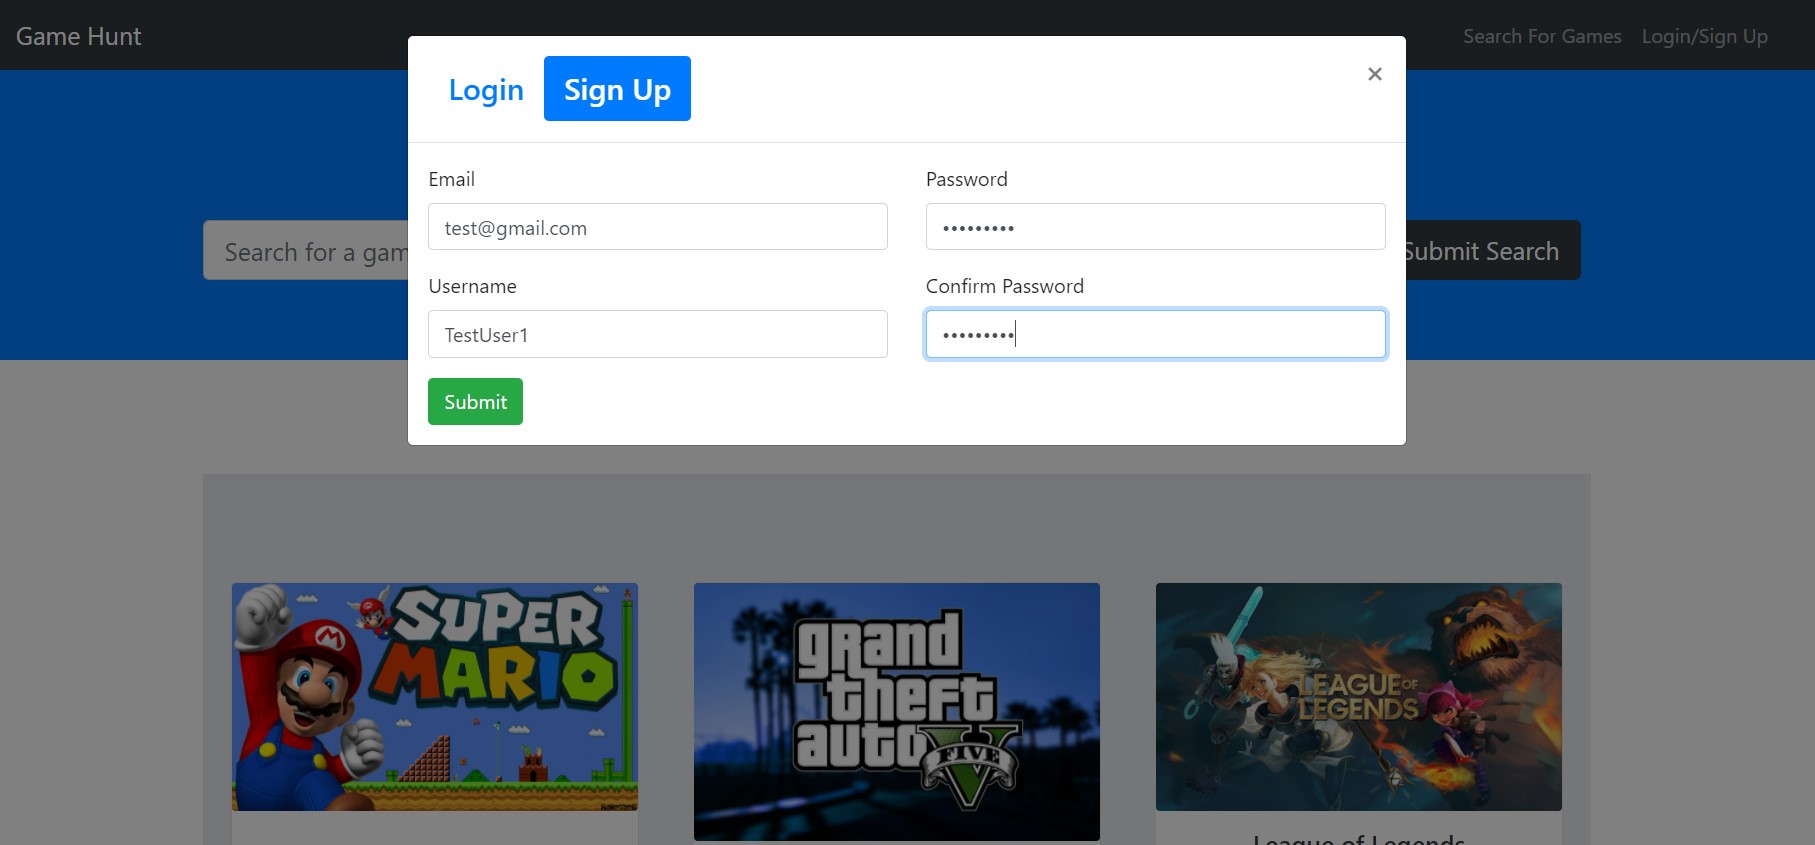 Game Hunt
Search For Games
Login/Sign Up
Login
Sign Up
×
Email
Password
test@gmail.com
•••••••••
Username
Confirm Password
TestUser1
•••••••••
Submit
Search for a gam
Submit Search
SUPER
MARIO
grand
theft
auto
FIVE
LEAGUE OF
LEGENDS
League of Legends